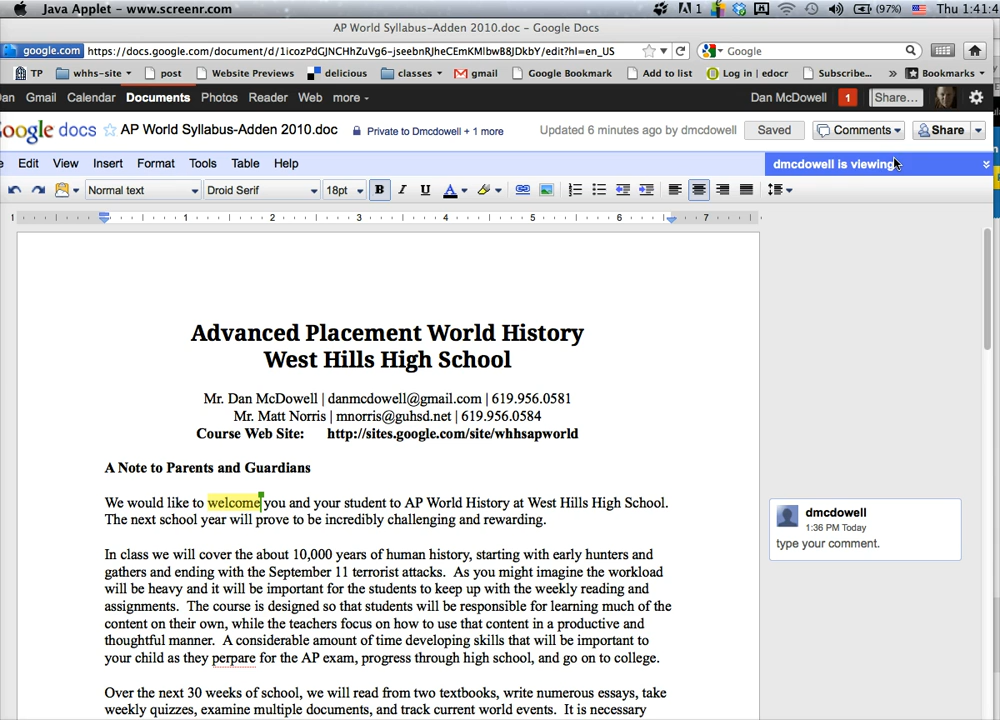 Java Applet – www.screenr.com
1
(97%)
Thu 1:41:4
AP World Syllabus-Adden 2010.doc – Google Docs
google.com
https://docs.google.com/document/d/1icozPdGJNCHhZuVg6-jseebnRJheCEmKMlbwB8JDkbY/edit?hl=en_US
Google
TP
whhs-site
post
Website Previews
delicious
classes
gmail
Google Bookmark
Add to list
Log in | edocr
Subscribe...
»
Bookmarks
an
Gmail
Calendar
Documents
Photos
Reader
Web
more
Dan McDowell
1
Share...
oogle docs
AP World Syllabus-Adden 2010.doc
Private to Dmcdowell + 1 more
Updated 6 minutes ago by dmcdowell
Saved
Comments
Share
Edit
View
Insert
Format
Tools
Table
Help
dmcdowell is viewing
Normal text
Droid Serif
18pt
B
I
U
A
1
1
2
3
4
5
6
7
Advanced Placement World History
West Hills High School
Mr. Dan McDowell | danmcdowell@gmail.com | 619.956.0581
Mr. Matt Norris | mnorris@guhsd.net | 619.956.0584
Course Web Site: http://sites.google.com/site/whhsapworld
A Note to Parents and Guardians
We would like to welcome you and your student to AP World History at West Hills High School.
The next school year will prove to be incredibly challenging and rewarding.
dmcdowell
1:36 PM Today
type your comment.
In class we will cover the about 10,000 years of human history, starting with early hunters and
gathers and ending with the September 11 terrorist attacks. As you might imagine the workload
will be heavy and it will be important for the students to keep up with the weekly reading and
assignments. The course is designed so that students will be responsible for learning much of the
content on their own, while the teachers focus on how to use that content in a productive and
thoughtful manner. A considerable amount of time developing skills that will be important to
your child as they perpare for the AP exam, progress through high school, and go on to college.
Over the next 30 weeks of school, we will read from two textbooks, write numerous essays, take
weekly quizzes, examine multiple documents, and track current world events. It is necessary